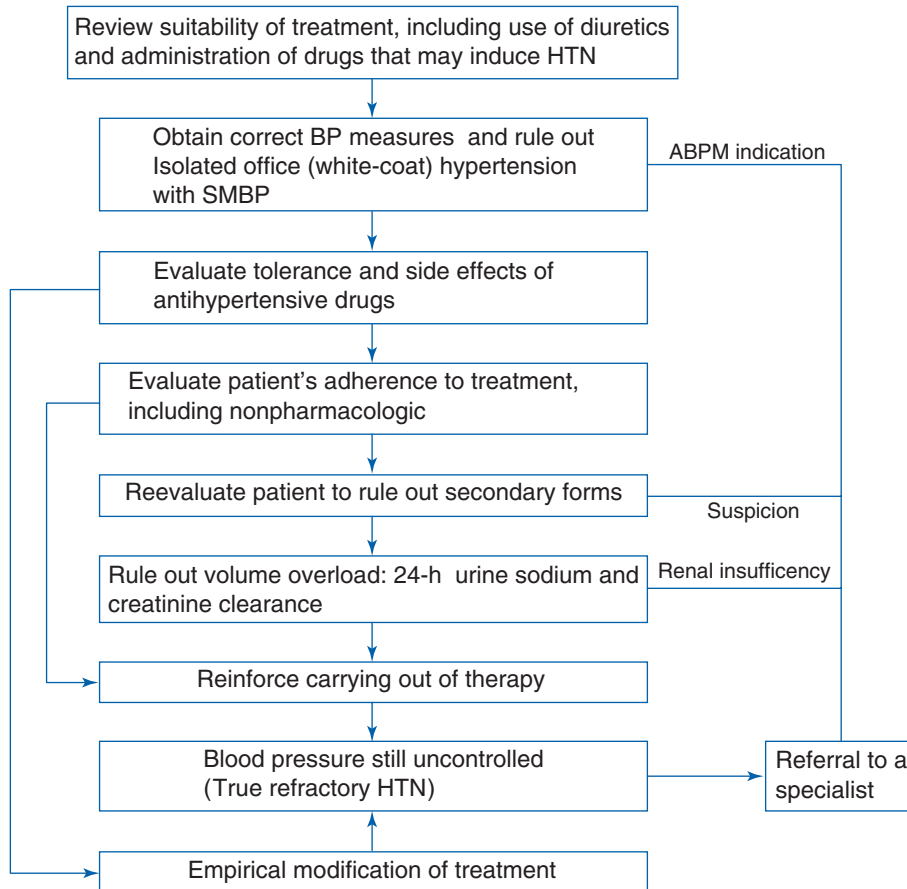 Review suitability of treatment, including use of diuretics
and administration of drugs that may induce HTN
Obtain correct BP measures and rule out
Isolated office (white-coat) hypertension
with SMBP
ABPM indication
Evaluate tolerance and side effects of
antihypertensive drugs
Evaluate patient's adherence to treatment,
including nonpharmacologic
Reevaluate patient to rule out secondary forms
Suspicion
Rule out volume overload: 24-h urine sodium and
creatinine clearance
Renal insufficency
Reinforce carrying out of therapy
Blood pressure still uncontrolled
(True refractory HTN)
Referral to a
specialist
Empirical modification of treatment